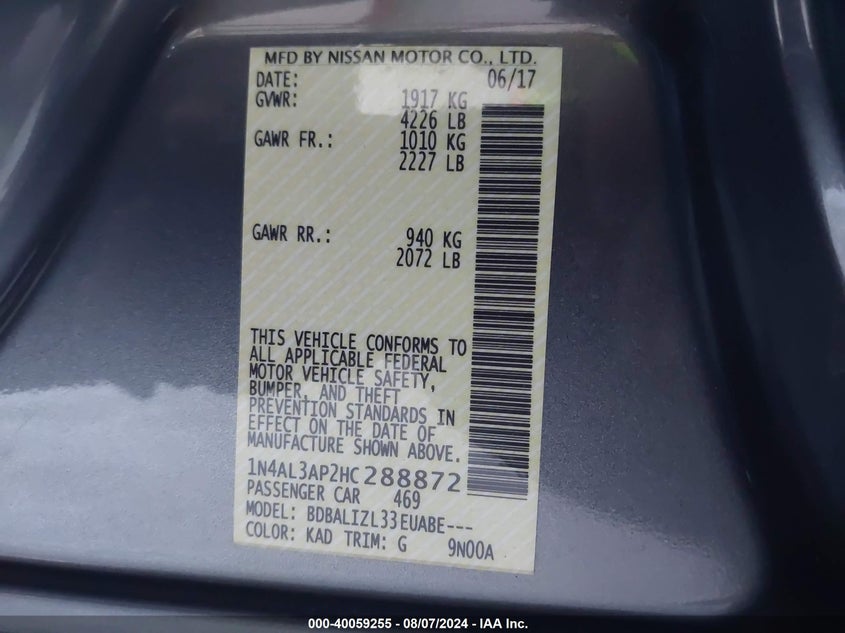 MFD BY NISSAN MOTOR CO., LTD.
DATE: 06/17
GVWR: 1917 KG
4226 LB
GAWR FR.: 1010 KG
2227 LB
GAWR RR.: 940 KG
2072 LB
THIS VEHICLE CONFORMS TO
ALL APPLICABLE FEDERAL
MOTOR VEHICLE SAFETY,
BUMPER, AND THEFT
PREVENTION STANDARDS IN
EFFECT ON THE DATE OF
MANUFACTURE SHOWN ABOVE.
1N4AL3AP2HC288872
PASSENGER CAR 469
MODEL: BDBALIZL33EUABE---
COLOR: KAD TRIM: G 9N00A
000-40059255 - 08/07/2024 - IAA Inc.